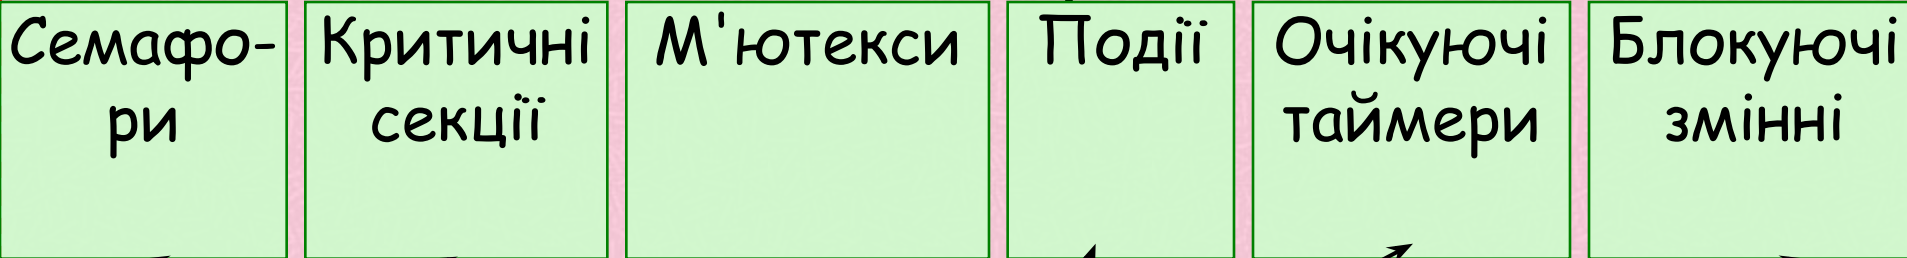 Семафо-
ри
Критичні
секції
М'ютекси
Події
Очікуючі
таймери
Блокуючі
змінні